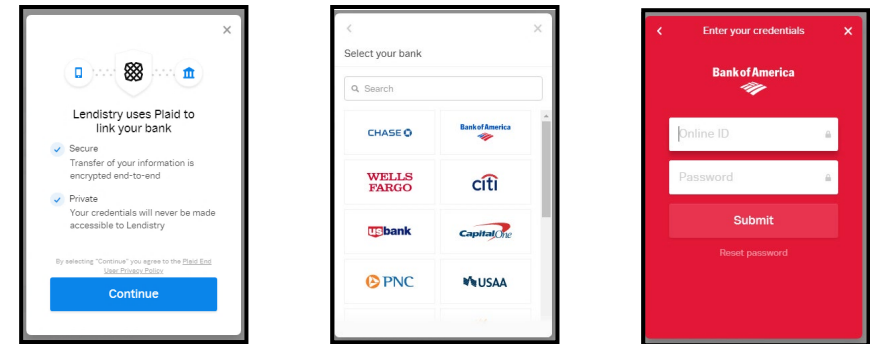 Lendistry uses Plaid to
link your bank
Secure
Transfer of your information is
encrypted end-to-end
Private
Your credentials will never be made
accessible to Lendistry
By selecting "Continue" you agree to the Plaid End
User Privacy Policy
Continue
Select your bank
Search
CHASE
Bank of America
WELLS
FARGO
citi
usbank
Capital One
PNC
USAA
Enter your credentials
Bank of America
Online ID
Password
Submit
Reset password